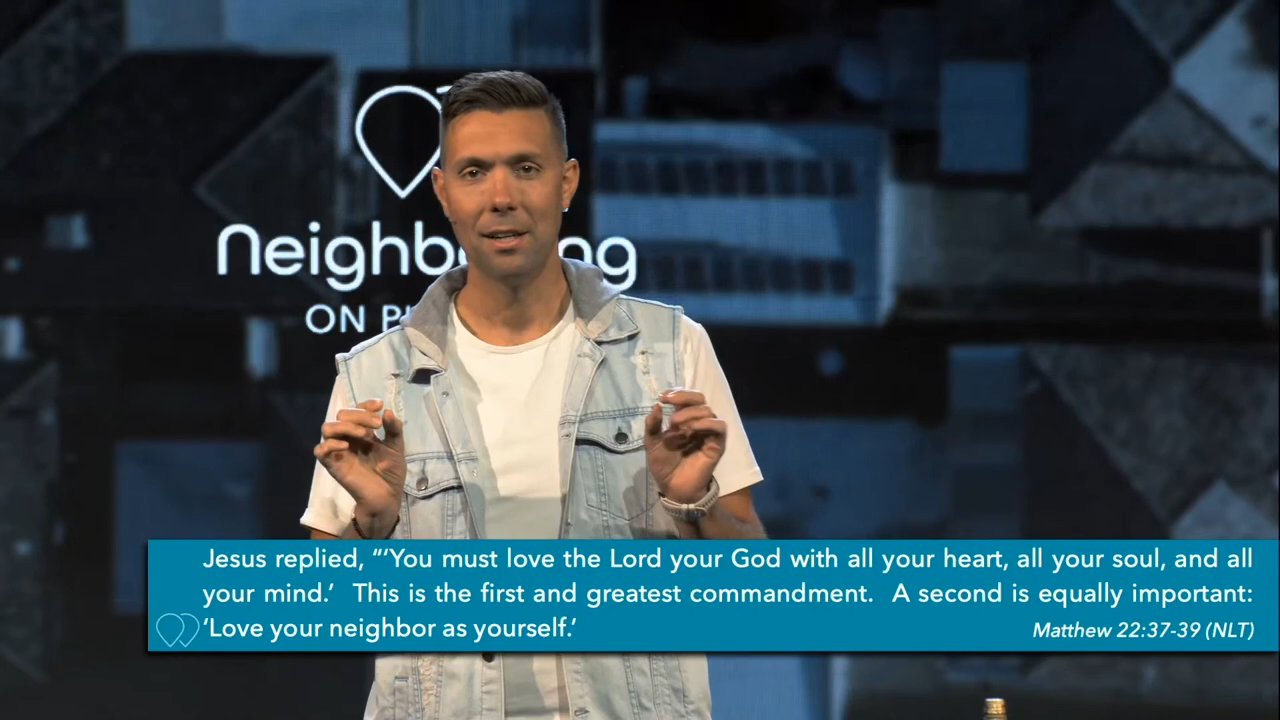 Neighb ng
ON P
Jesus replied, “‘You must love the Lord your God with all your heart, all your soul, and all
your mind.’  This is the first and greatest commandment.  A second is equally important:
‘Love your neighbor as yourself.’
Matthew 22:37-39 (NLT)